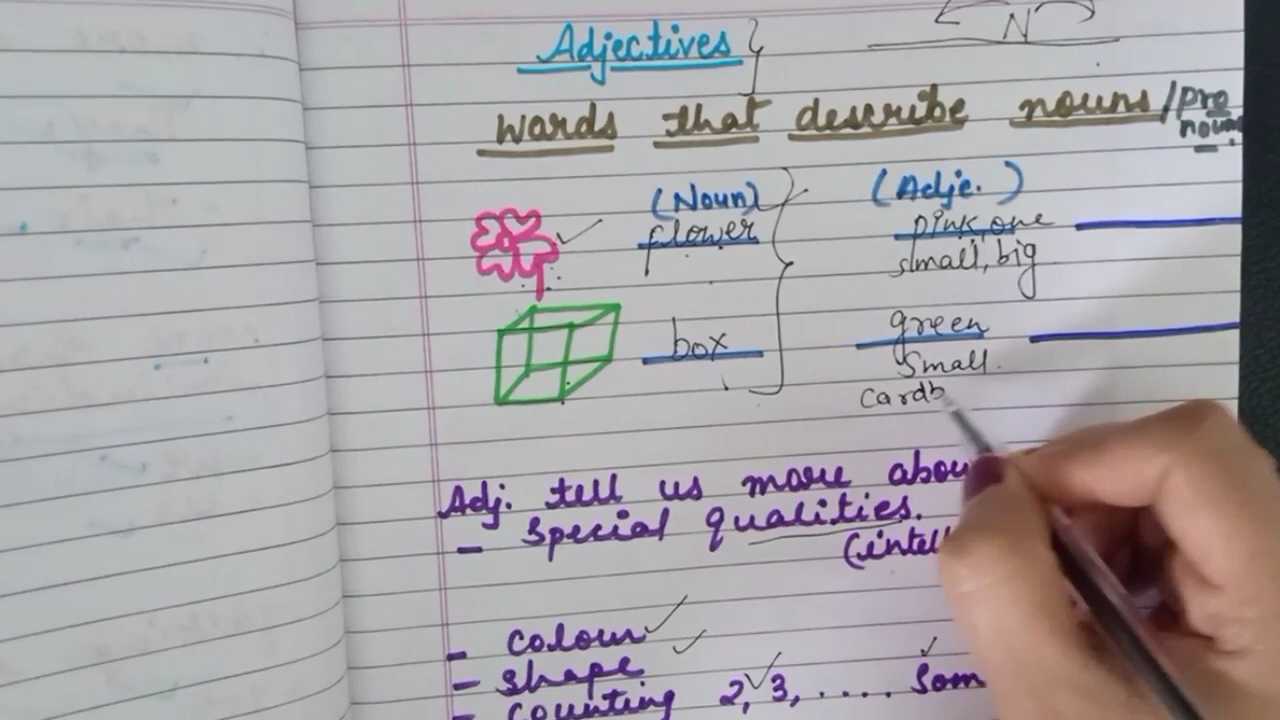 N
Adjectives
words that describe nouns/pro
noun
(Noun) (Adje.)
flower pink, one
small, big
box green
Small
Cardb
Adj. tell us more abou
- special qualities.
(intell
- colour
- shape
- counting 2, 3, .... Som